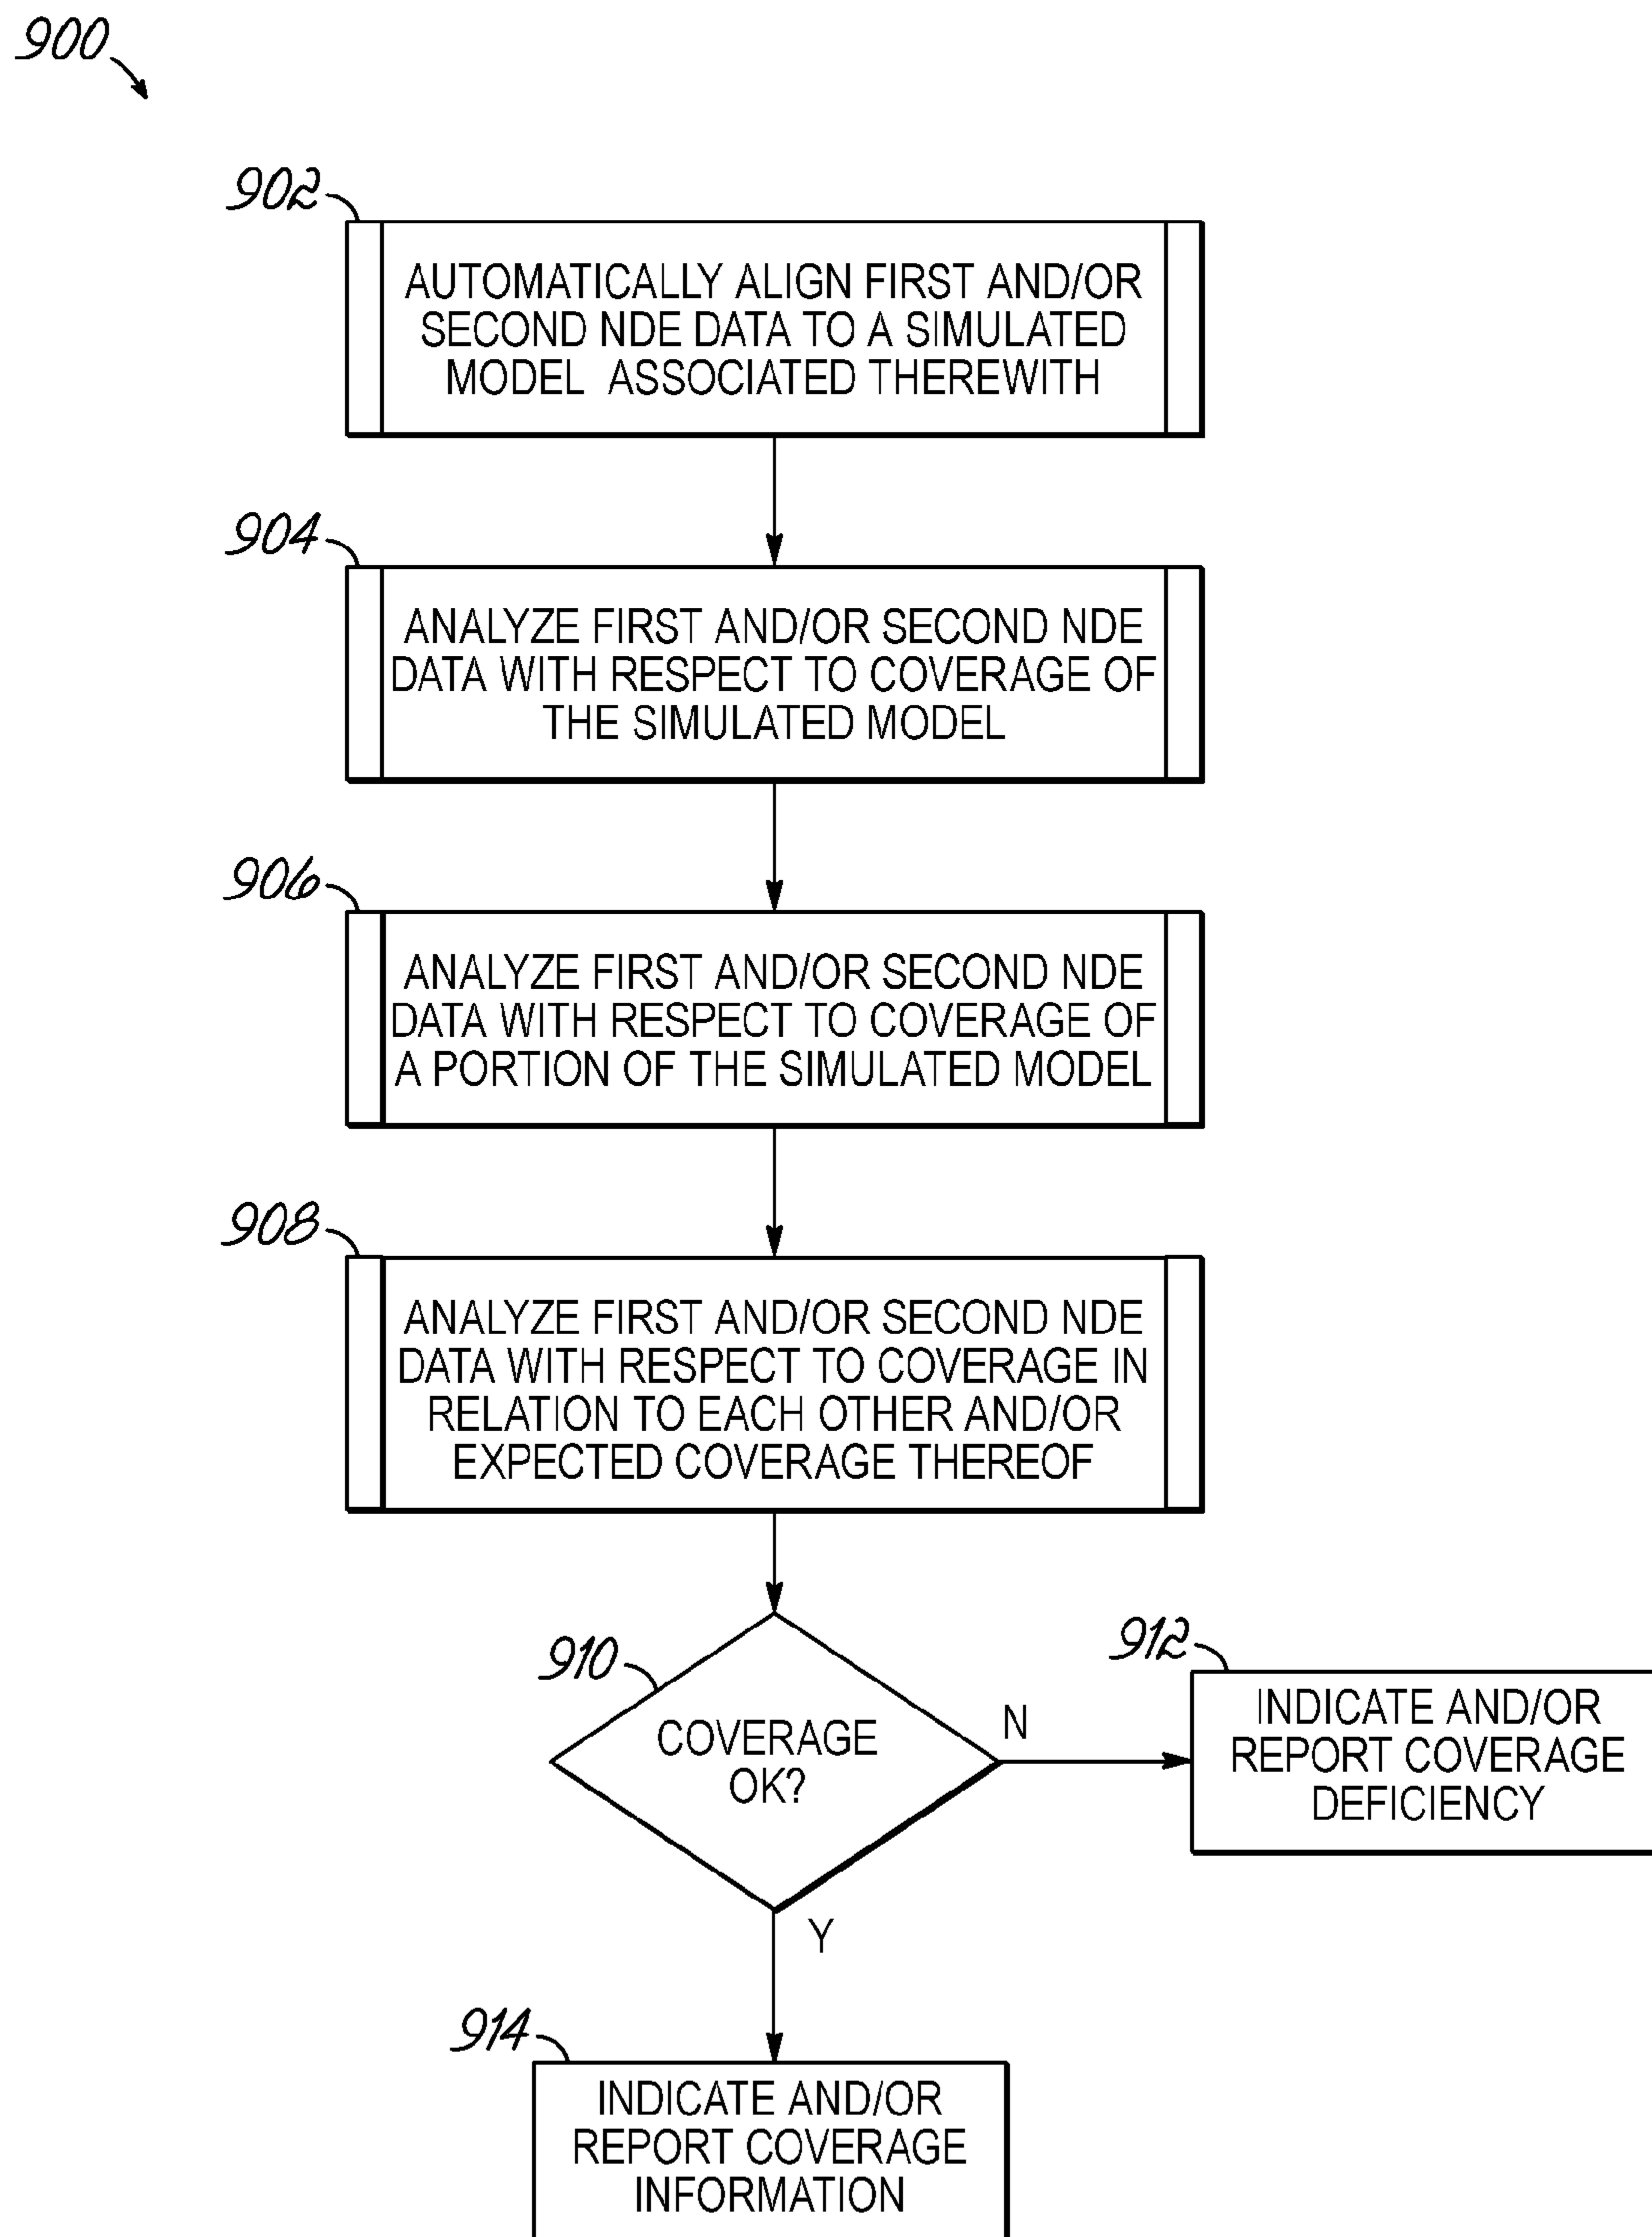 900
902
AUTOMATICALLY ALIGN FIRST AND/OR
SECOND NDE DATA TO A SIMULATED
MODEL ASSOCIATED THEREWITH
904
ANALYZE FIRST AND/OR SECOND NDE
DATA WITH RESPECT TO COVERAGE OF
THE SIMULATED MODEL
906
ANALYZE FIRST AND/OR SECOND NDE
DATA WITH RESPECT TO COVERAGE OF
A PORTION OF THE SIMULATED MODEL
908
ANALYZE FIRST AND/OR SECOND NDE
DATA WITH RESPECT TO COVERAGE IN
RELATION TO EACH OTHER AND/OR
EXPECTED COVERAGE THEREOF
910
COVERAGE
OK?
N
912
INDICATE AND/OR
REPORT COVERAGE
DEFICIENCY
Y
914
INDICATE AND/OR
REPORT COVERAGE
INFORMATION